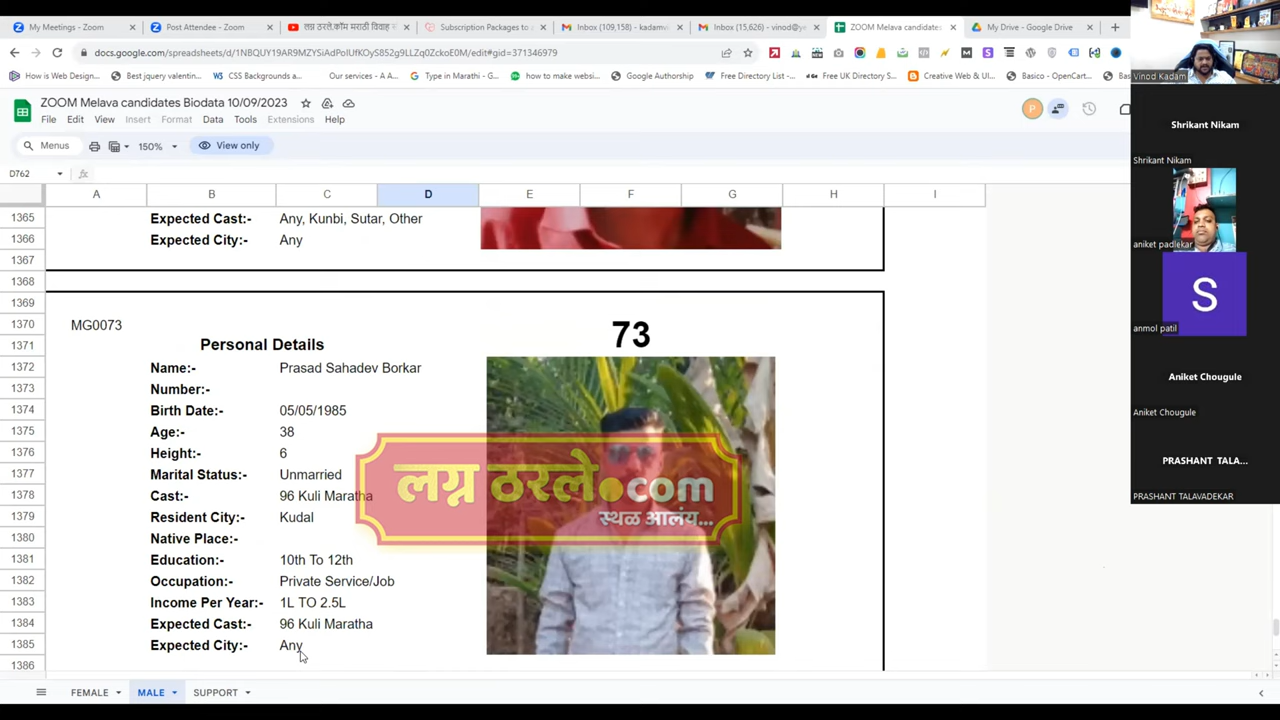 My Meetings - Zoom
Post Attendee - Zoom
लग्न ठरले.कॉम मराठी विवाह
Subscription Packages to
Inbox (109,158) - kadamvi
Inbox (15,626) - vinod@ye
ZOOM Melava candidates
My Drive - Google Drive
docs.google.com/spreadsheets/d/1NBQUY19AR9MZYSiAdPoIUfKOyS852g9LLZq0ZckoE0M/edit#gid=371346979
Vinod Kadam
How is Web Design...
Best jquery valentin...
CSS Backgrounds a...
Our services - A A...
Type in Marathi - G...
how to make websi...
Google Authorship
Free Directory List -...
Free UK Directory S...
Creative Web & UI...
Basico - OpenCart...
ZOOM Melava candidates Biodata 10/09/2023
P
File Edit View Insert Format Data Tools Extensions Help
Shrikant Nikam
Menus
150%
View only
Shrikant Nikam
D762
fx
A B C D E F G H I
1365 Expected Cast:- Any, Kunbi, Sutar, Other
1366 Expected City:- Any
aniket padlekar
1367
1368
1369
S
1370 MG0073
73
anmol patil
1371 Personal Details
1372 Name:- Prasad Sahadev Borkar
Aniket Chougule
1373 Number:-
1374 Birth Date:- 05/05/1985
Aniket Chougule
1375 Age:- 38
1376 Height:- 6
PRASHANT TALA...
1377 Marital Status:- Unmarried
लग्न ठरले.com
1378 Cast:- 96 Kuli Maratha
PRASHANT TALAVADEKAR
1379 Resident City:- Kudal
स्थळ आलंय...
1380 Native Place:-
1381 Education:- 10th To 12th
1382 Occupation:- Private Service/Job
1383 Income Per Year:- 1L TO 2.5L
1384 Expected Cast:- 96 Kuli Maratha
1385 Expected City:- Any
1386
FEMALE MALE SUPPORT